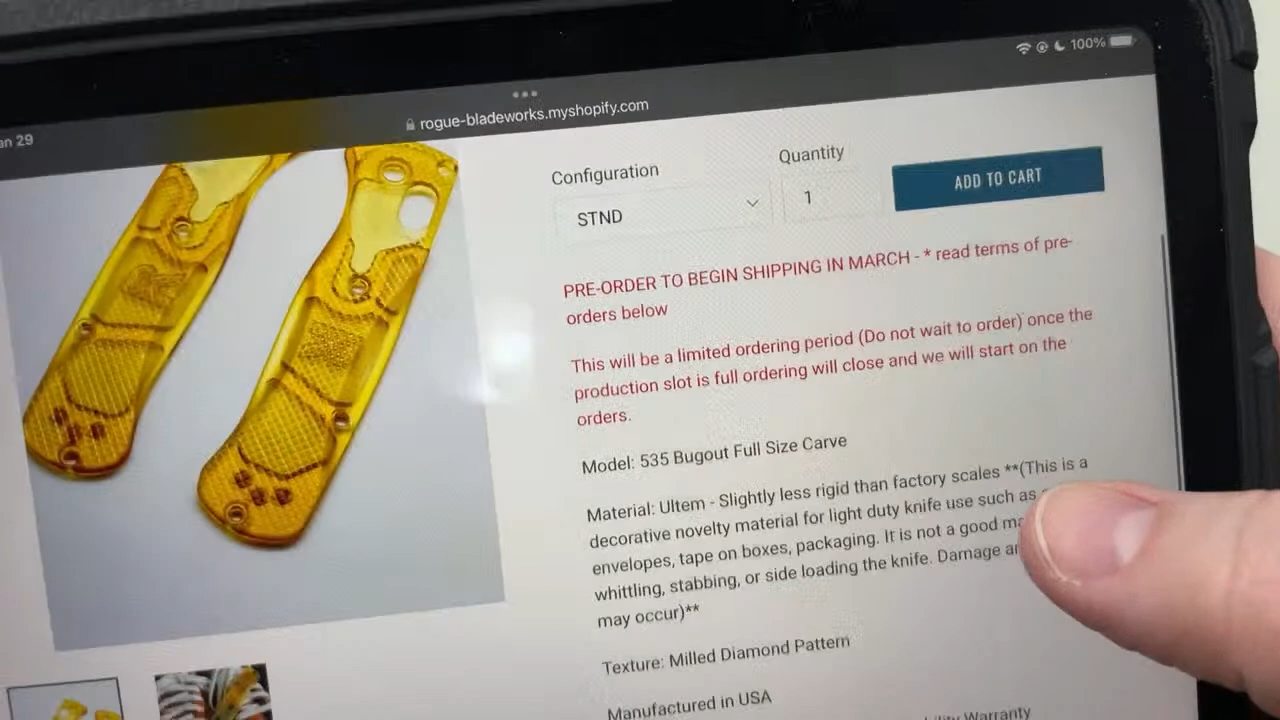 100%
an 29
rogue-bladeworks.myshopify.com
Configuration
Quantity
STND
1
ADD TO CART
PRE-ORDER TO BEGIN SHIPPING IN MARCH - * read terms of pre-
orders below
This will be a limited ordering period (Do not wait to order) once the
production slot is full ordering will close and we will start on the
orders.
Model: 535 Bugout Full Size Carve
Material: Ultem - Slightly less rigid than factory scales **(This is a
decorative novelty material for light duty knife use such as
envelopes, tape on boxes, packaging. It is not a good
whittling, stabbing, or side loading the knife. Damage
may occur)**
Texture: Milled Diamond Pattern
Manufactured in USA
Warranty